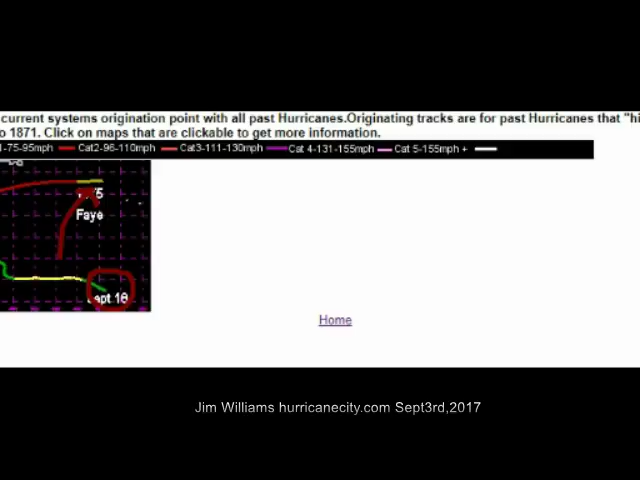 current systems origination point with all past Hurricanes.Originating tracks are for past Hurricanes that "hi
o 1871. Click on maps that are clickable to get more information.
1-75-95mph Cat2-96-110mph Cat3-111-130mph Cat 4-131-155mph Cat 5-155mph +
Faye
Sept 16
Home
Jim Williams hurricanecity.com Sept3rd,2017